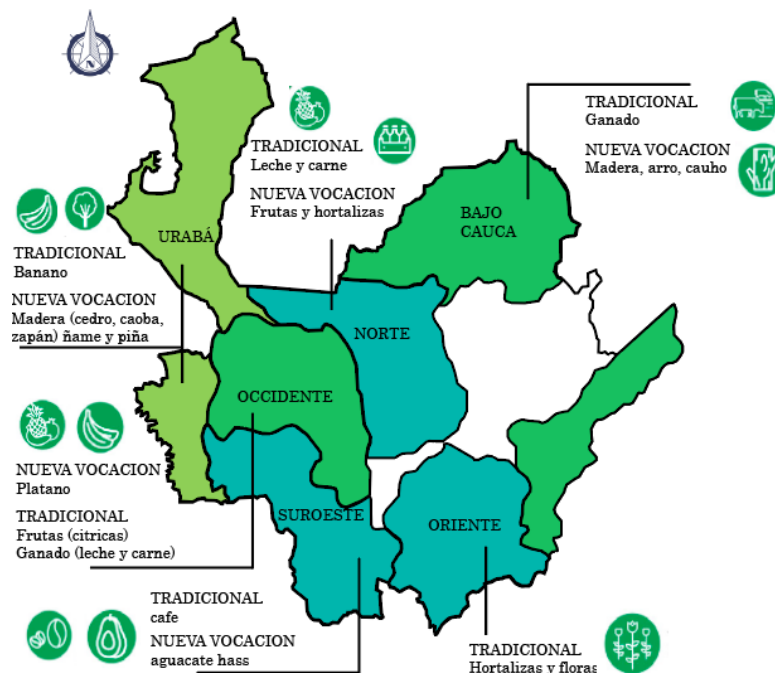 N
TRADICIONAL
Leche y carne
NUEVA VOCACION
Frutas y hortalizas
TRADICIONAL
Ganado
NUEVA VOCACION
Madera, arro, cauho
TRADICIONAL
Banano
NUEVA VOCACION
Madera (cedro, caoba,
zapán) ñame y piña
URABÁ
BAJO
CAUCA
NORTE
OCCIDENTE
NUEVA VOCACION
Platano
TRADICIONAL
Frutas (citricas)
Ganado (leche y carne)
SUROESTE
ORIENTE
TRADICIONAL
cafe
NUEVA VOCACION
aguacate hass
TRADICIONAL
Hortalizas y floras